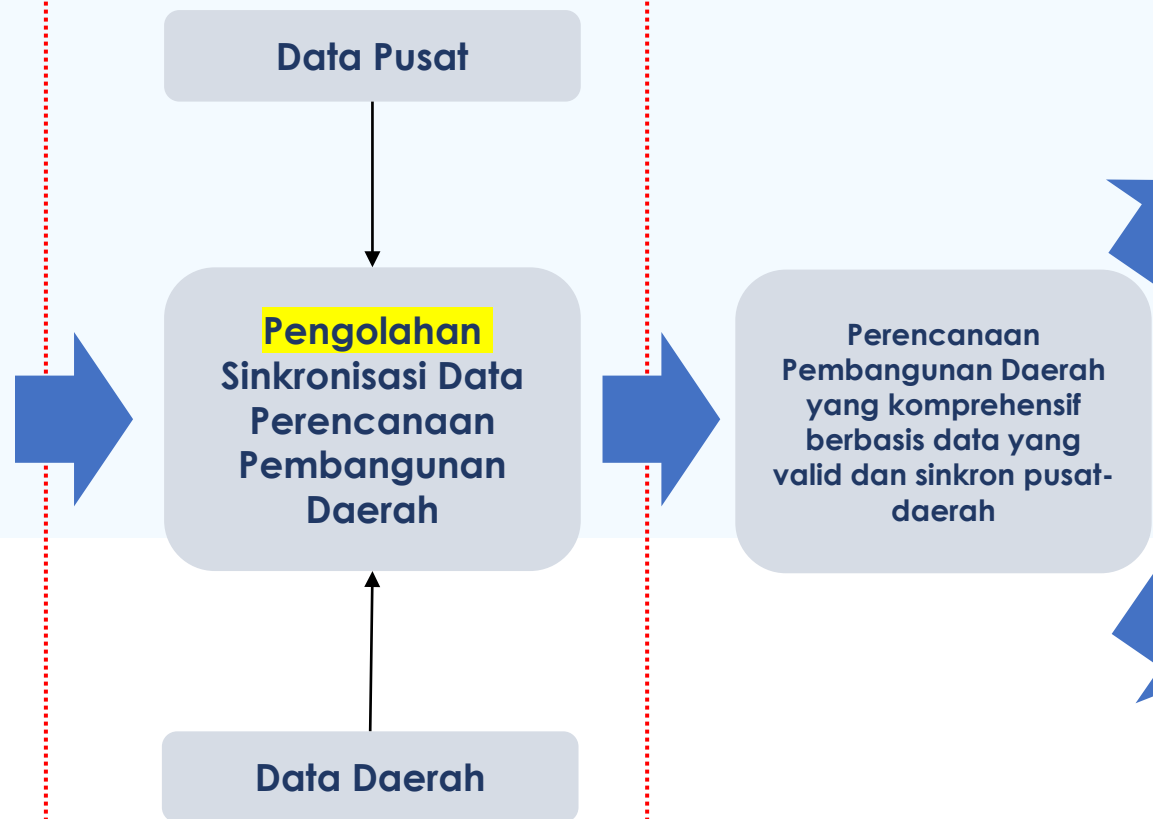 Data Pusat
Pengolahan
Sinkronisasi Data
Perencanaan
Pembangunan
Daerah
Perencanaan
Pembangunan Daerah
yang komprehensif
berbasis data yang
valid dan sinkron pusat-
daerah
Data Daerah